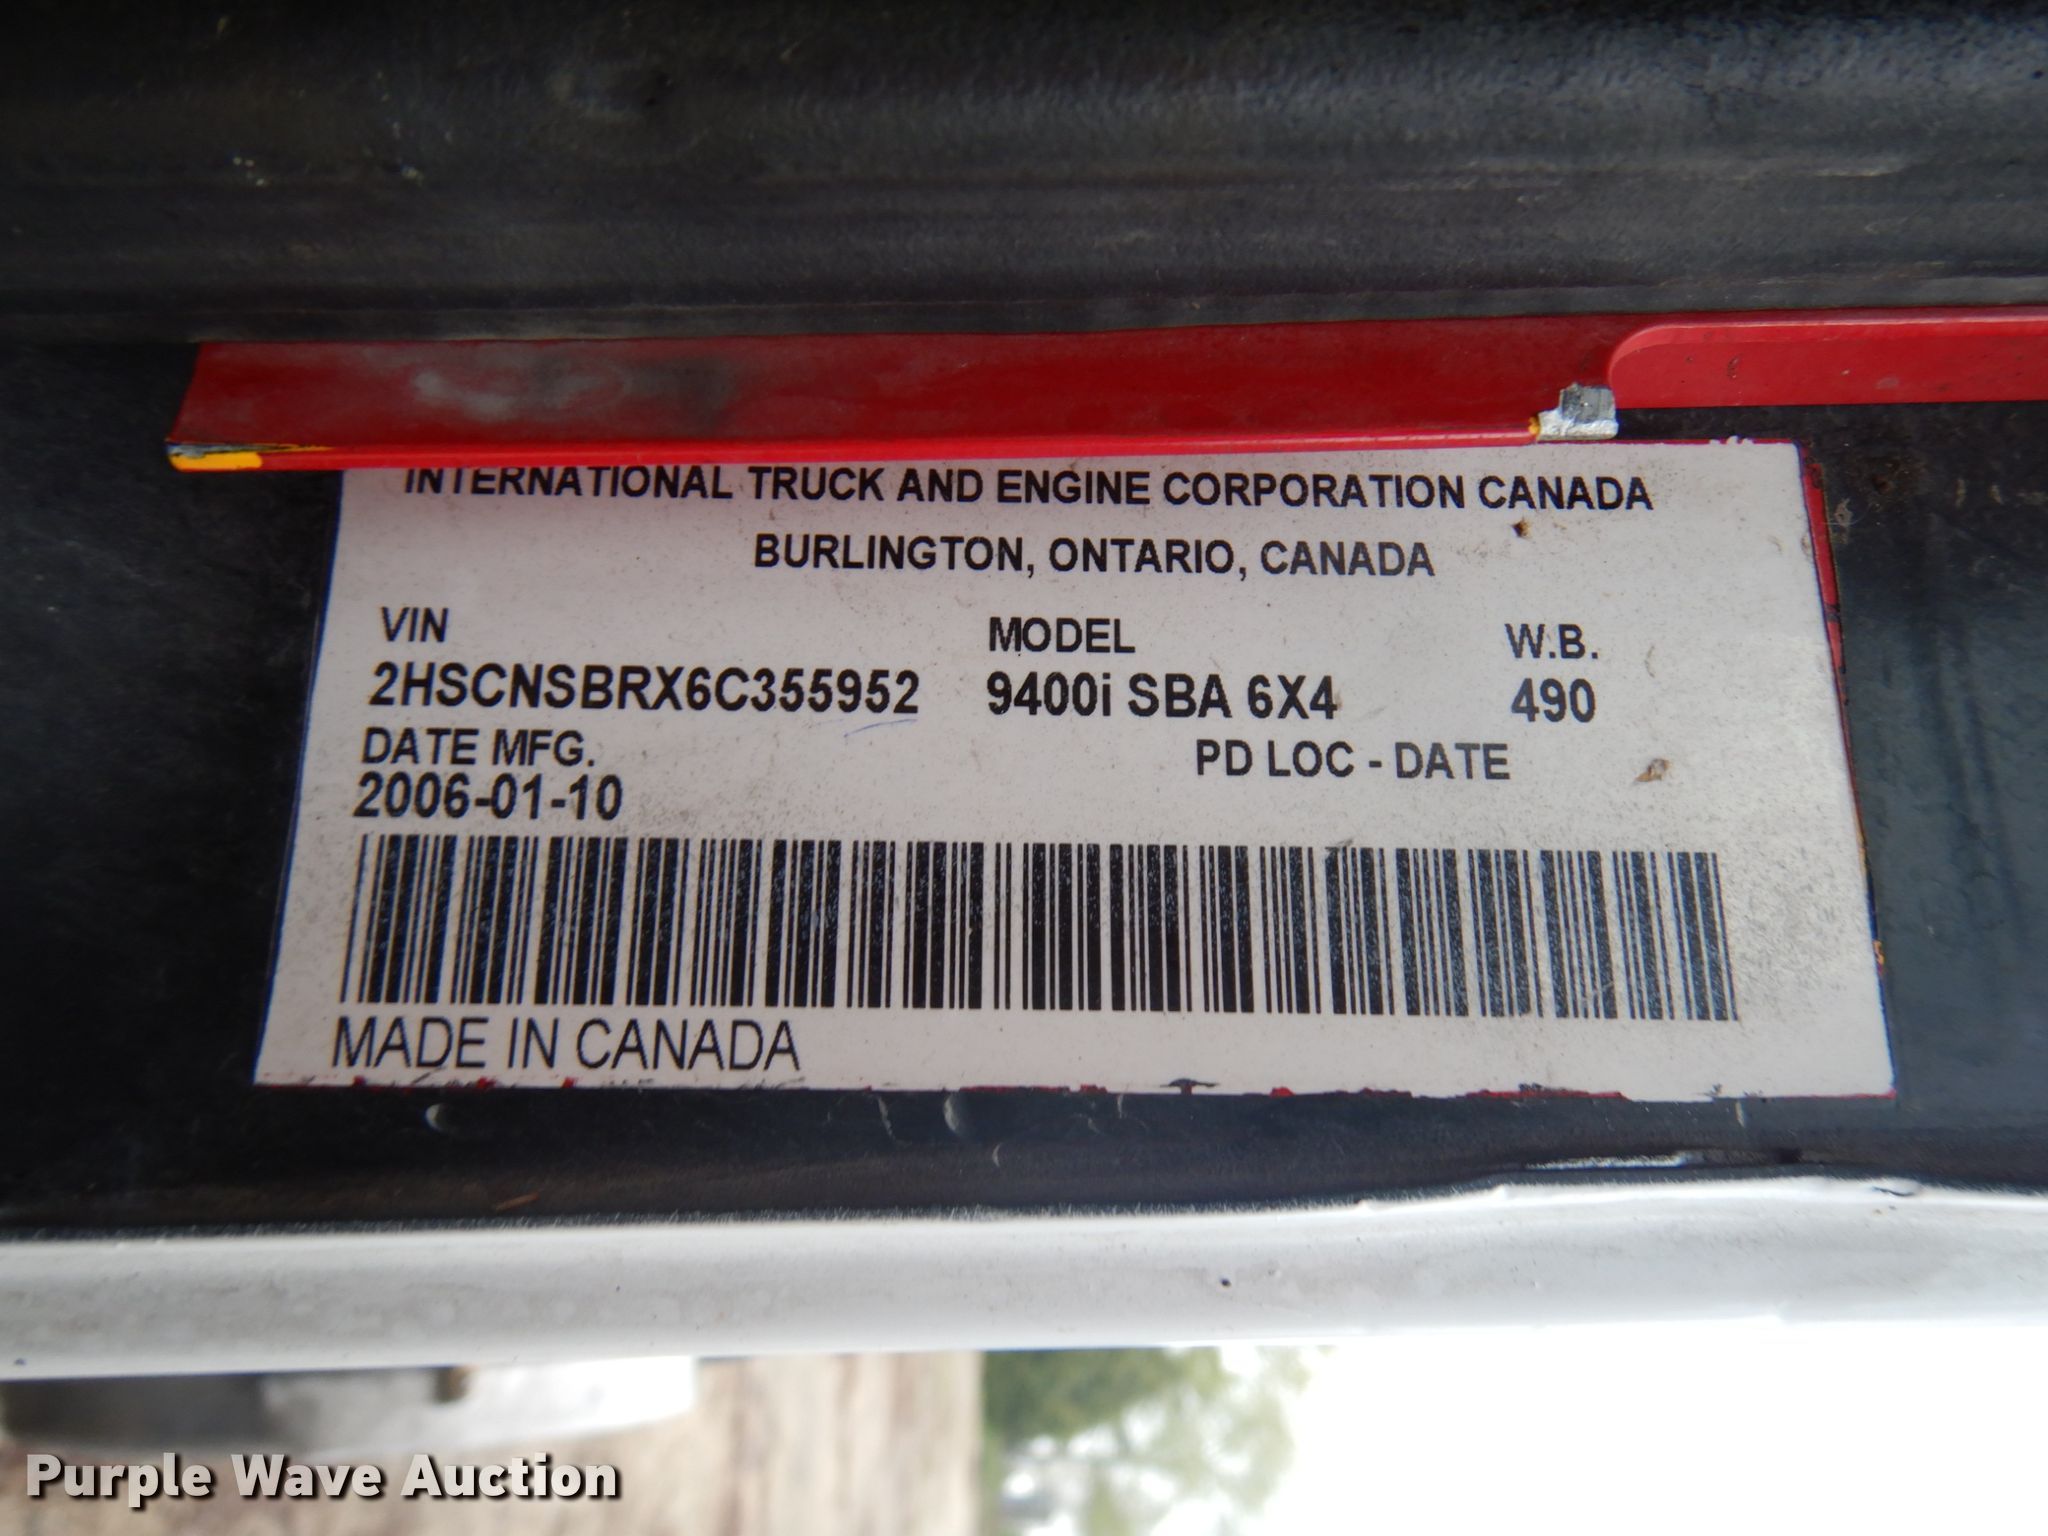 INTERNATIONAL TRUCK AND ENGINE CORPORATION CANADA
BURLINGTON, ONTARIO, CANADA
VIN MODEL W.B.
2HSCNSBRX6C355952 9400i SBA 6X4 490
DATE MFG. PD LOC - DATE
2006-01-10
MADE IN CANADA
Purple Wave Auction